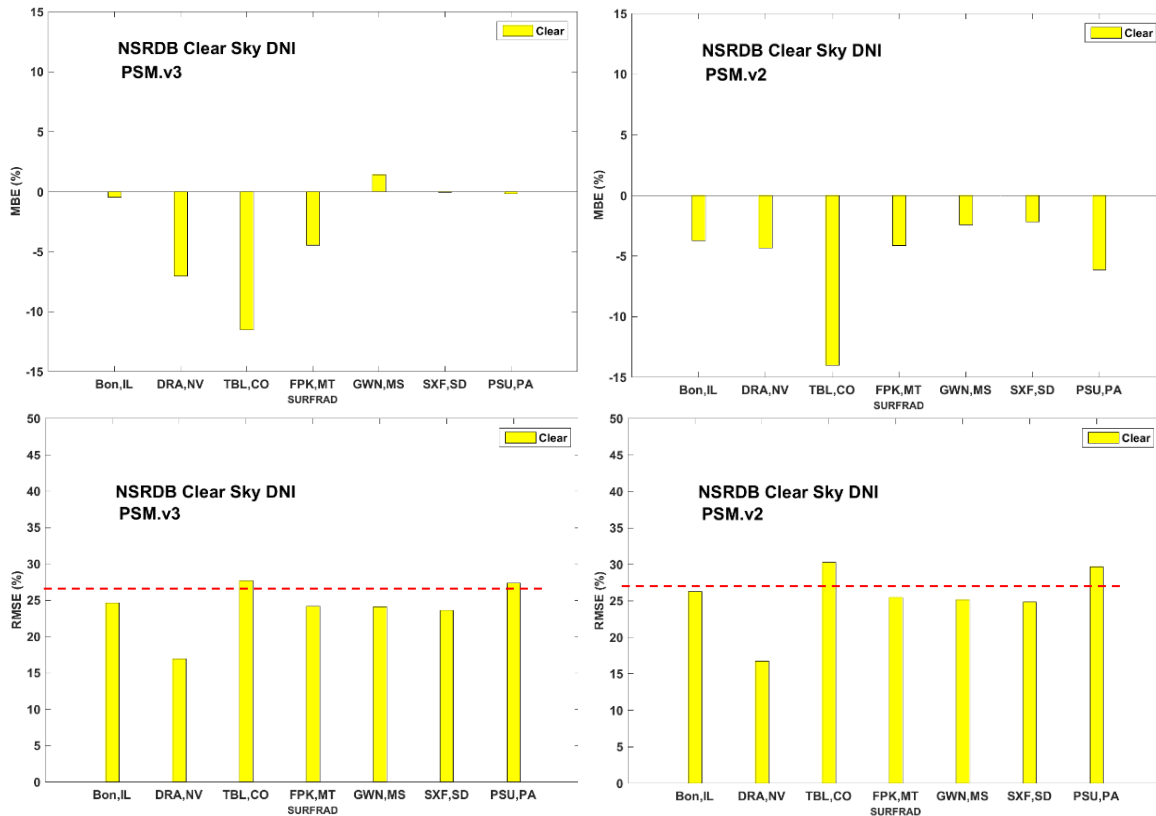 15
10
5
0
-5
-10
-15
MBE (%)
Clear
NSRDB Clear Sky DNI
PSM.v3
Bon,IL DRA,NV TBL,CO FPK,MT GWN,MS SXF,SD PSU,PA
SURFRAD
15
10
5
0
-5
-10
-15
MBE (%)
Clear
NSRDB Clear Sky DNI
PSM.v2
Bon,IL DRA,NV TBL,CO FPK,MT GWN,MS SXF,SD PSU,PA
SURFRAD
50
45
40
35
30
25
20
15
10
5
0
RMSE (%)
Clear
NSRDB Clear Sky DNI
PSM.v3
Bon,IL DRA,NV TBL,CO FPK,MT GWN,MS SXF,SD PSU,PA
SURFRAD
50
45
40
35
30
25
20
15
10
5
0
RMSE (%)
Clear
NSRDB Clear Sky DNI
PSM.v2
Bon,IL DRA,NV TBL,CO FPK,MT GWN,MS SXF,SD PSU,PA
SURFRAD